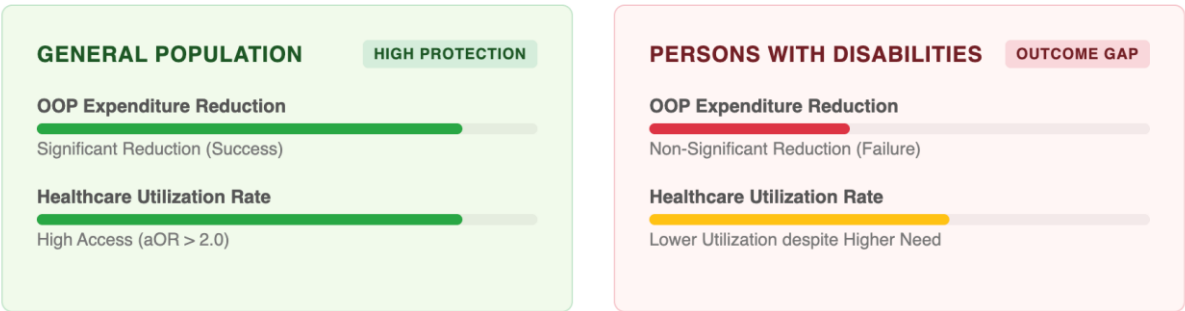 GENERAL POPULATION
HIGH PROTECTION
OOP Expenditure Reduction
Significant Reduction (Success)
Healthcare Utilization Rate
High Access (aOR > 2.0)
PERSONS WITH DISABILITIES
OUTCOME GAP
OOP Expenditure Reduction
Non-Significant Reduction (Failure)
Healthcare Utilization Rate
Lower Utilization despite Higher Need